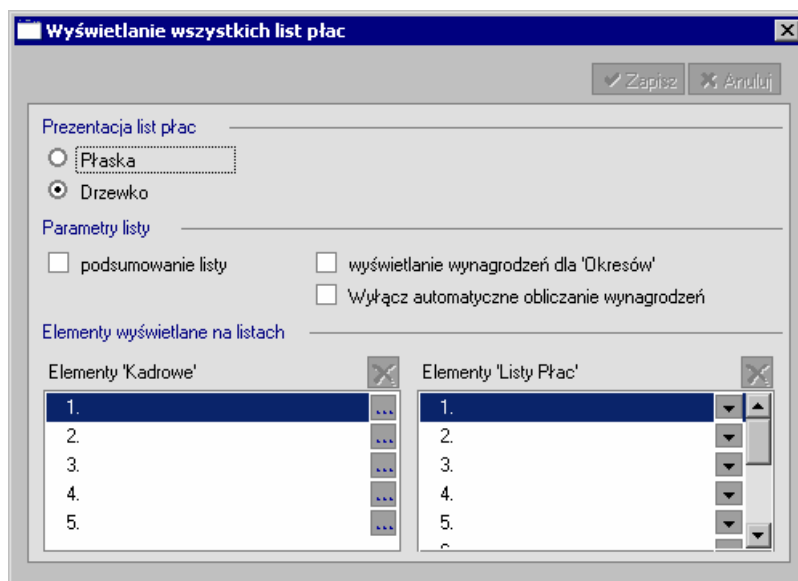 Wyświetlanie wszystkich list płac
Zapisz Anuluj
Prezentacja list płac
Płaska
Drzewko
Parametry listy
podsumowanie listy wyświetlanie wynagrodzeń dla 'Okresów'
Wyłącz automatyczne obliczanie wynagrodzeń
Elementy wyświetlane na listach
Elementy 'Kadrowe' Elementy 'Listy Płac'
1. ... 1.
2. ... 2.
3. ... 3.
4. ... 4.
5. ... 5.